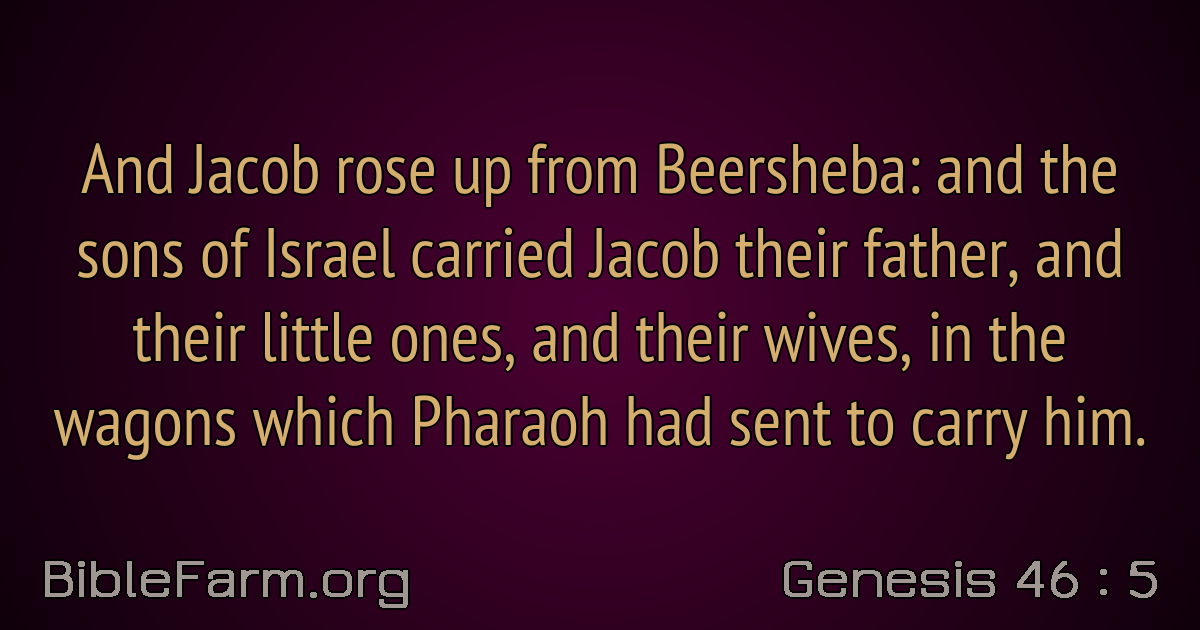 And Jacob rose up from Beersheba: and the
sons of Israel carried Jacob their father, and
their little ones, and their wives, in the
wagons which Pharaoh had sent to carry him.
BibleFarm.org
Genesis 46 : 5